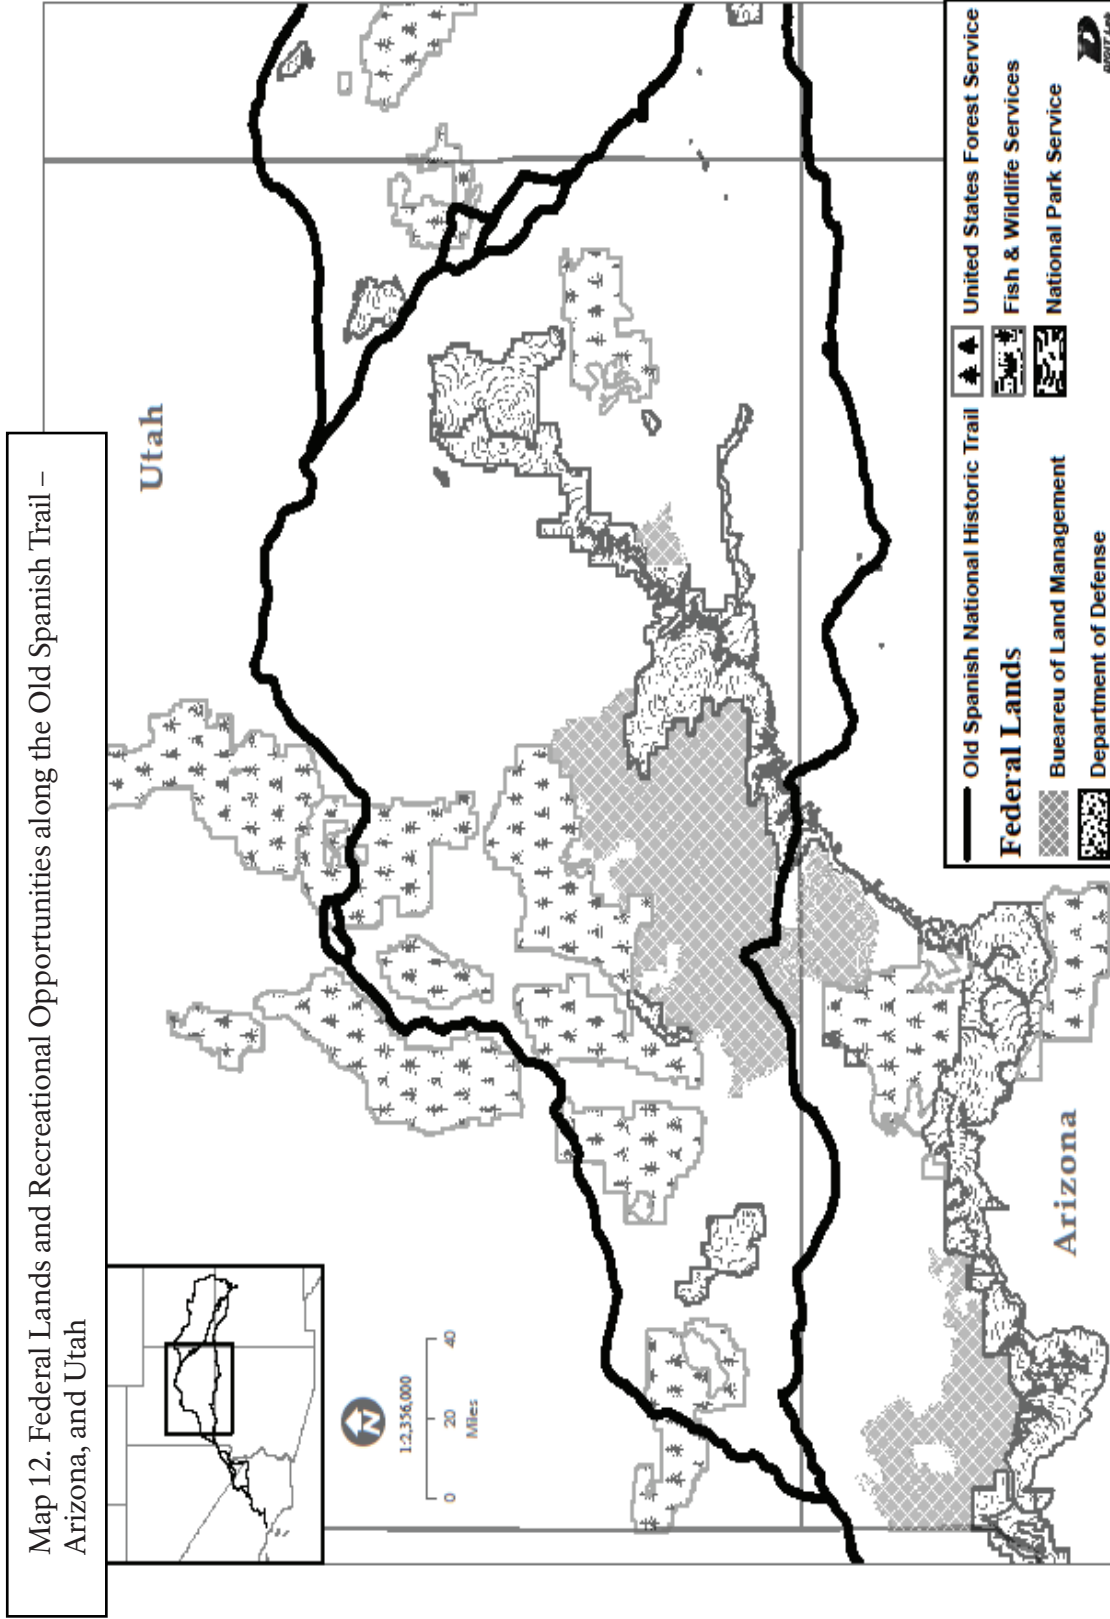 Map 12. Federal Lands and Recreational Opportunities along the Old Spanish Trail –
Arizona, and Utah
Utah
N
1:2,356,000
0 20 40
Miles
Arizona
Old Spanish National Historic Trail
Federal Lands
Bueareu of Land Management
Department of Defense
United States Forest Service
Fish & Wildlife Services
National Park Service